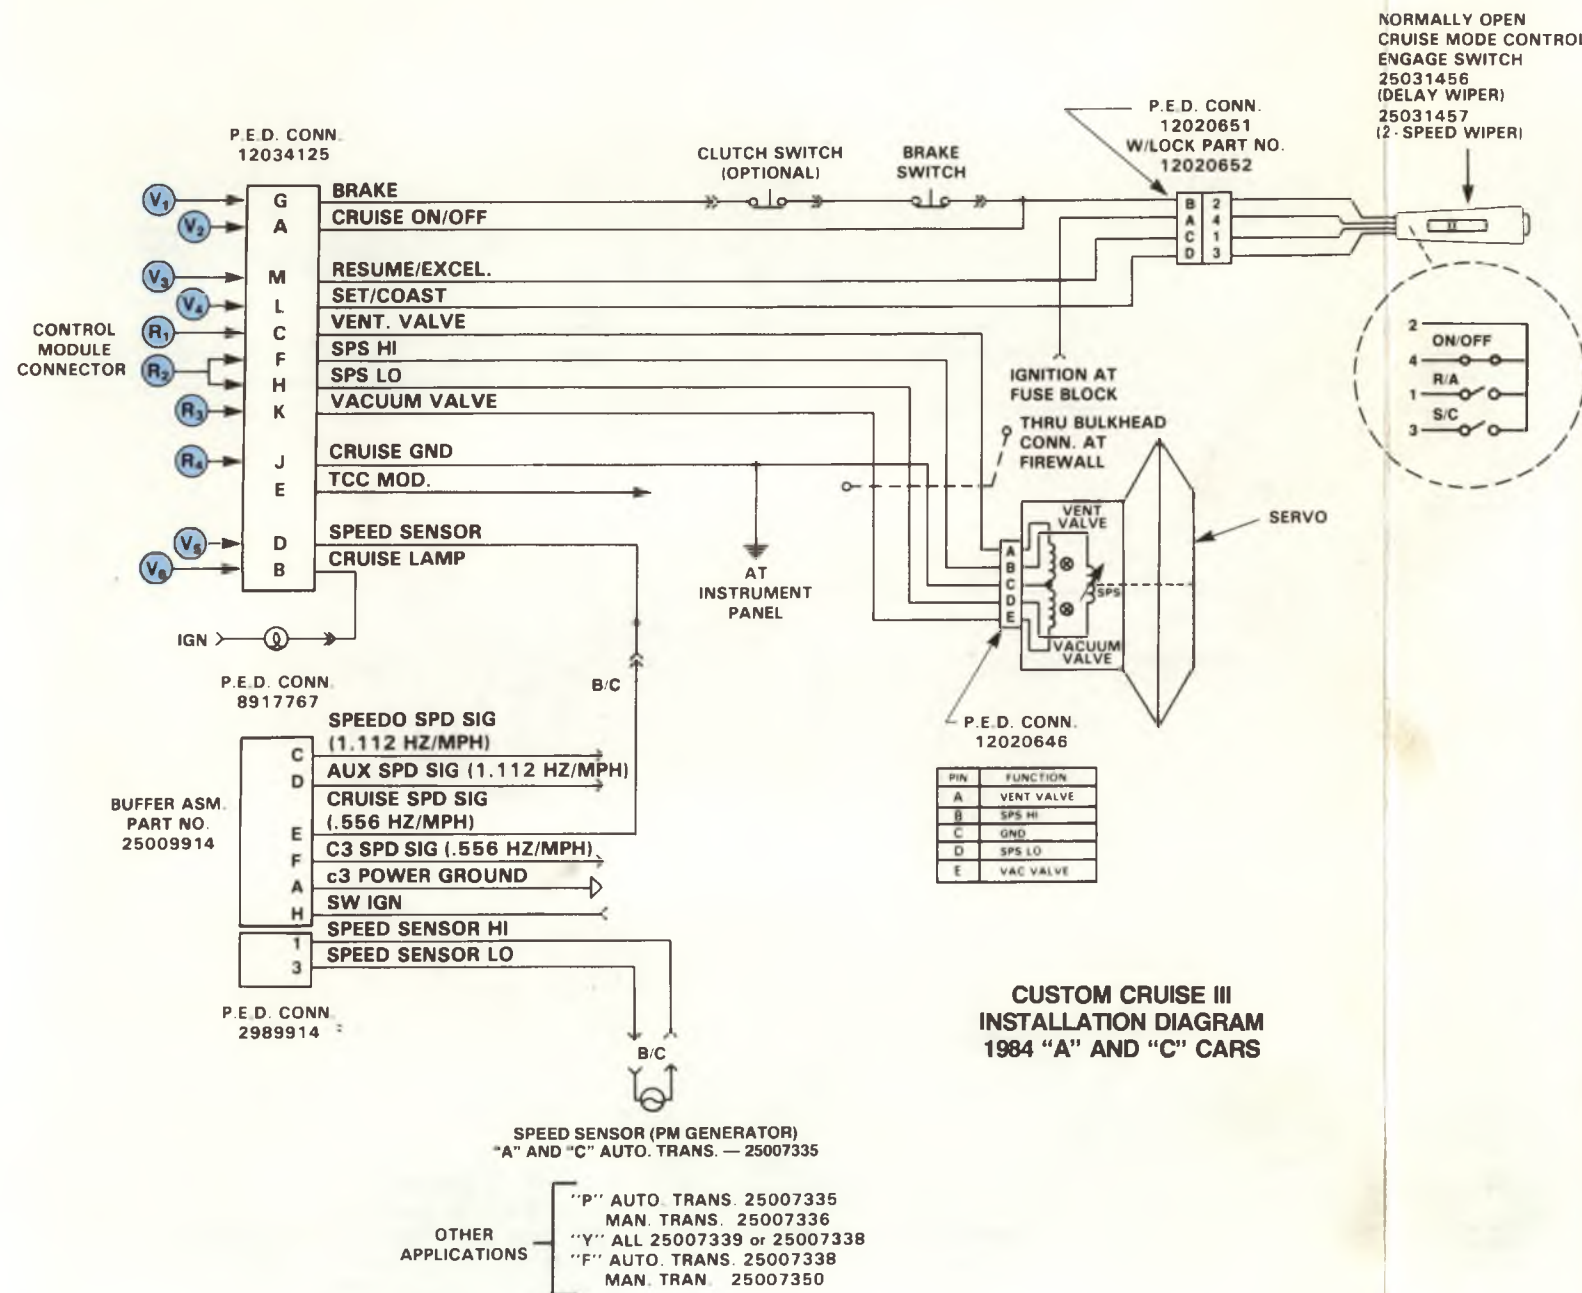 NORMALLY OPEN
CRUISE MODE CONTROL
ENGAGE SWITCH
25031456
(DELAY WIPER)
25031457
(2-SPEED WIPER)
P.E.D. CONN.
12020651
W/LOCK PART NO.
12020652
P.E.D. CONN.
12034125
CLUTCH SWITCH
(OPTIONAL)
BRAKE
SWITCH
V1 G BRAKE
V2 A CRUISE ON/OFF
V3 M RESUME/EXCEL.
V4 L SET/COAST
R1 C VENT. VALVE
R2 F SPS HI
H SPS LO
R3 K VACUUM VALVE
R4 J CRUISE GND
E TCC MOD.
V5 D SPEED SENSOR
V6 B CRUISE LAMP
CONTROL
MODULE
CONNECTOR
B 2
A 4
C 1
D 3
2
ON/OFF
4
R/A
1
S/C
3
IGNITION AT
FUSE BLOCK
THRU BULKHEAD
CONN. AT
FIREWALL
AT
INSTRUMENT
PANEL
VENT
VALVE
A
B
C
D
E
SPS
VACUUM
VALVE
SERVO
IGN
B/C
P.E.D. CONN.
12020646
PIN FUNCTION
A VENT VALVE
B SPS HI
C GND
D SPS LO
E VAC VALVE
P.E.D. CONN.
8917767
SPEEDO SPD SIG
(1.112 HZ/MPH)
C
AUX SPD SIG (1.112 HZ/MPH)
D
CRUISE SPD SIG
(.556 HZ/MPH)
E
C3 SPD SIG (.556 HZ/MPH)
F
c3 POWER GROUND
A
SW IGN
H
SPEED SENSOR HI
1
SPEED SENSOR LO
3
BUFFER ASM.
PART NO.
25009914
P.E.D. CONN.
2989914
B/C
SPEED SENSOR (PM GENERATOR)
"A" AND "C" AUTO. TRANS. — 25007335
OTHER
APPLICATIONS
"P" AUTO. TRANS. 25007335
MAN. TRANS. 25007336
"Y" ALL 25007339 or 25007338
"F" AUTO. TRANS. 25007338
MAN. TRAN. 25007350
CUSTOM CRUISE III
INSTALLATION DIAGRAM
1984 "A" AND "C" CARS